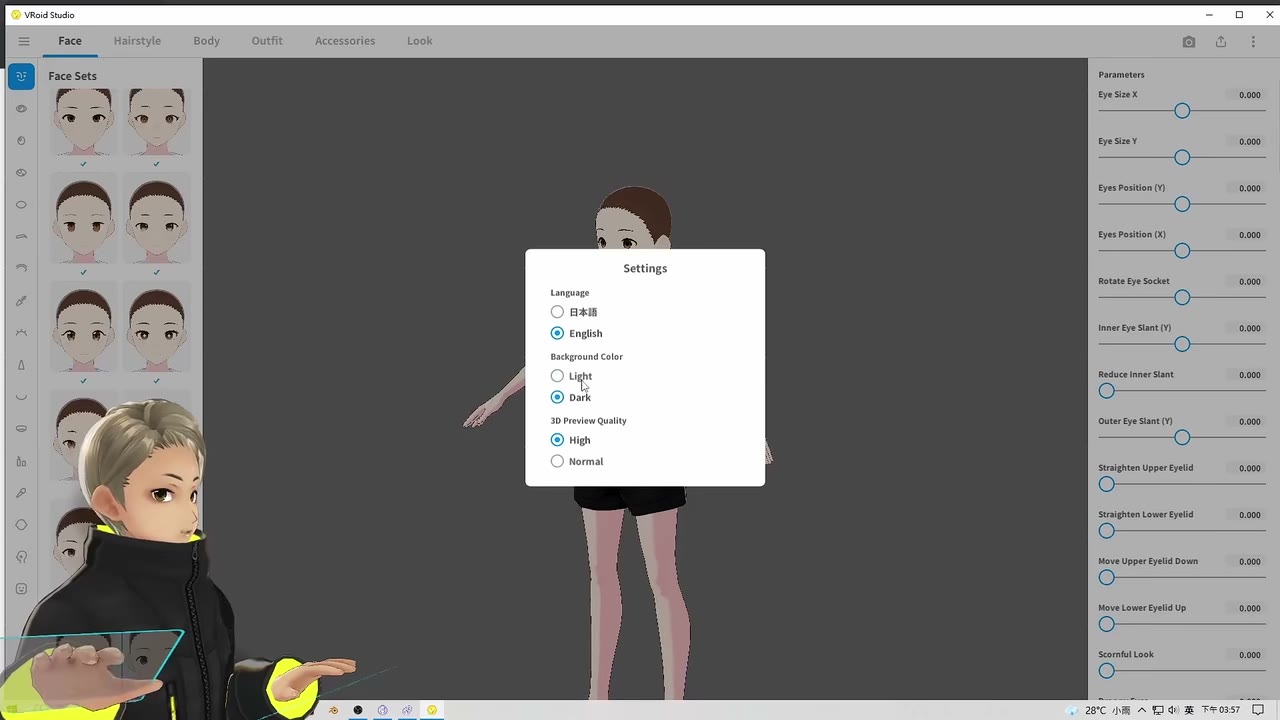 VRoid Studio
Face
Hairstyle
Body
Outfit
Accessories
Look
Face Sets
Settings
Language
日本語
English
Background Color
Light
Dark
3D Preview Quality
High
Normal
Parameters
Eye Size X 0.000
Eye Size Y 0.000
Eyes Position (Y) 0.000
Eyes Position (X) 0.000
Rotate Eye Socket 0.000
Inner Eye Slant (Y) 0.000
Reduce Inner Slant 0.000
Outer Eye Slant (Y) 0.000
Straighten Upper Eyelid 0.000
Straighten Lower Eyelid 0.000
Move Upper Eyelid Down 0.000
Move Lower Eyelid Up 0.000
Scornful Look 0.000
28°C 小雨 英 下午 03:57